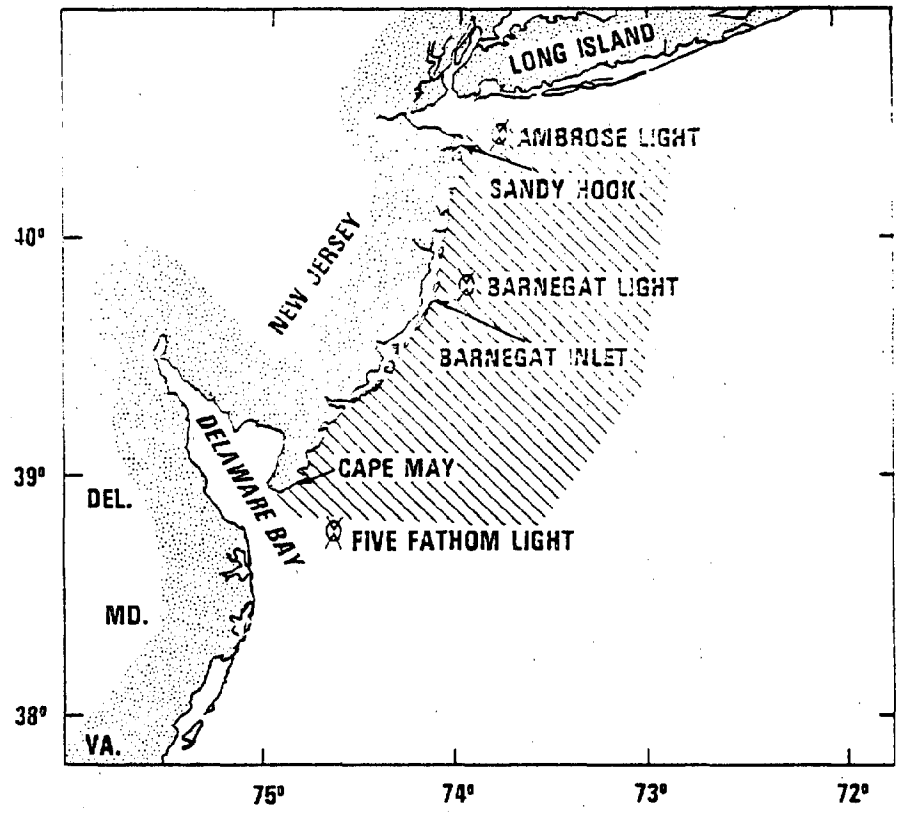 LONG ISLAND
AMBROSE LIGHT
SANDY HOOK
40°
NEW JERSEY
BARNEGAT LIGHT
BARNEGAT INLET
39°
DELAWARE BAY
CAPE MAY
DEL.
FIVE FATHOM LIGHT
MD.
38°
VA.
75° 74° 73° 72°